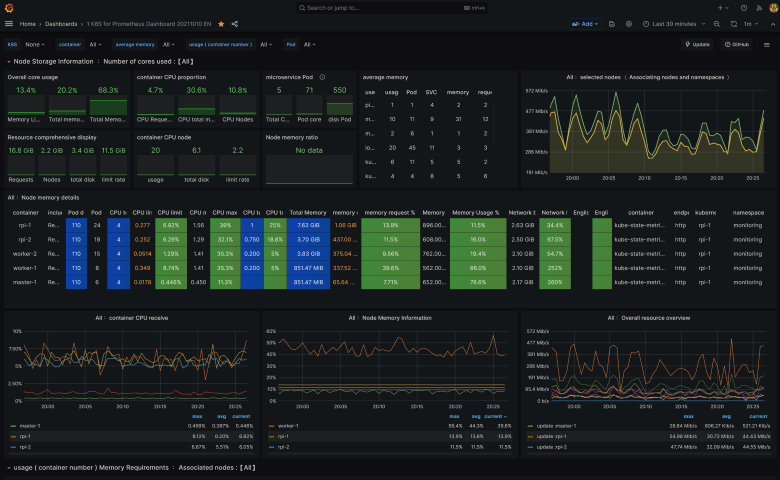 Search or jump to...
ctrl+k
Home › Dashboards › 1 K8S for Prometheus Dashboard 20211010 EN
Add
Last 30 minutes
1m
K8S None
container All
average memory All
usage ( container number ) All
Pod All
Update
GitHub
Node Storage Information : Number of cores used :【All】
Overall core usage
13.4% 20.2% 68.3%
Memory Li... Total memo... Total Memo...
container CPU proportion
4.7% 30.6% 10.8%
CPU Reque... CPU total m... CPU Nodes
microservice Pod
5 71 550
Total C... Pod core disk Pod
Resource comprehensive display
16.8 GiB 2.2 GiB 3.4 GiB 11.5 GiB
Requests Nodes total disk limit rate
container CPU node
20 6.1 2.2
usage total disk limit rate
Node memory ratio
No data
average memory
use usag Pod SVC memory requ
pl... 1 1 4 2 2
m... 10 11 9 31 12
m... 2 6 1 1 2
lo... 20 45 11 3 3
ku... 6 11 5 5 2
ku... 4 4 8 5 6
All : selected nodes ( Associating nodes and namespaces )
572 MiB/s
477 MiB/s
381 MiB/s
286 MiB/s
191 MiB/s
20:00 20:05 20:10 20:15 20:20 20:25
All : Node memory details
container inclu Pod d Pod CPU t CPU lin CPU limit CPU n CPU max CPU t CPU t Total Memory memory memory request % Memory Memory Usage % Network D Network Englis Engli container endp kuberne namespace
rpi-1 Re... 110 24 4 0.277 6.92% 1.56 39% 1 25% 7.63 GiB 1.06 GiB 13.9% 896.00... 11.5% 2.63 GiB 34.4% kube-state-metri... http rpi-1 monitoring
rpi-2 Re... 110 18 4 0.252 6.29% 1.29 32.1% 0.750 18.8% 3.70 GiB 437.00 ... 11.5% 608.00... 16.0% 2.50 GiB 67.5% kube-state-metri... http rpi-1 monitoring
worker-2 Re... 110 15 4 0.0514 12.9% 1.41 35.3% 0.200 5% 3.83 GiB 375.04 ... 9.56% 762.00... 19.4% 2.10 GiB 54.7% kube-state-metri... http rpi-1 monitoring
worker-1 Re... 110 8 4 0.349 8.74% 1.41 35.3% 0.200 5% 851.47 MiB 337.52 ... 39.6% 562.00... 66.0% 2.10 GiB 252% kube-state-metri... http rpi-1 monitoring
master-1 Re... 110 6 4 0.0178 0.446% 0.450 11.3% 851.47 MiB 65.64 ... 7.71% 652.00... 76.6% 2.17 GiB 260% kube-state-metri... http rpi-1 monitoring
All : container CPU receive
10%
7.50%
5%
2.50%
0%
20:00 20:05 20:10 20:15 20:20 20:25
max avg current
master-1 0.499% 0.387% 0.446%
rpi-1 8.12% 6.20% 6.92%
rpi-2 6.67% 5.51% 6.05%
All : Node Memory Information
60%
50%
40%
30%
20%
10%
0%
20:00 20:05 20:10 20:15 20:20 20:25
max avg current
worker-1 56.4% 44.3% 39.6%
rpi-1 13.9% 13.9% 13.9%
rpi-2 11.5% 11.5% 11.5%
All : Overall resource overview
572 Mib/s
477 Mib/s
381 Mib/s
286 Mib/s
191 Mib/s
95.4 Mib/s
0 b/s
20:00 20:05 20:10 20:15 20:20 20:25
max avg current
update :master-1 28.64 Mib/s 806.27 Kib/s 521.21 Kib/s
update :rpi-1 54.98 Mib/s 30.72 Mib/s 44.43 Mib/s
update :rpi-2 47.74 Mib/s 32.09 Mib/s 44.55 Mib/s
usage ( container number ) Memory Requirements : Associated nodes :【All】